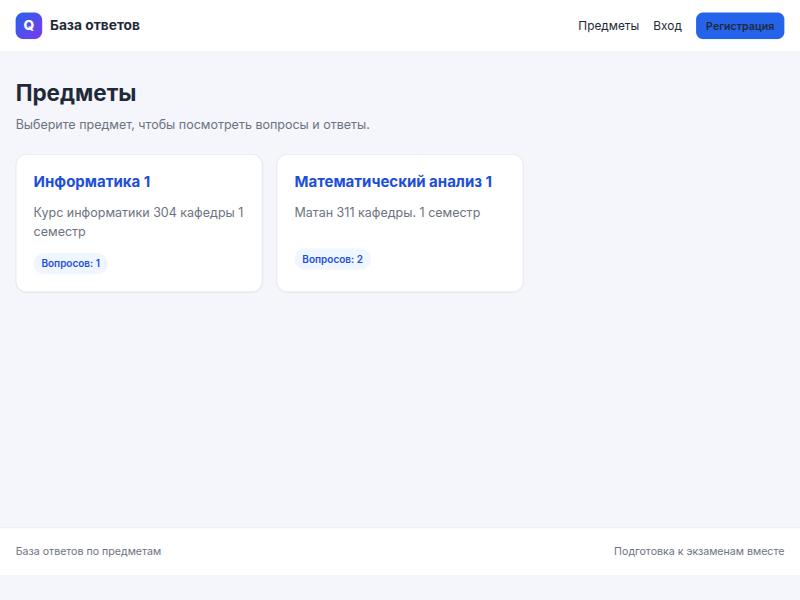 Q База ответов
Предметы Вход Регистрация
Предметы
Выберите предмет, чтобы посмотреть вопросы и ответы.
Информатика 1
Курс информатики 304 кафедры 1
семестр
Вопросов: 1
Математический анализ 1
Матан 311 кафедры. 1 семестр
Вопросов: 2
База ответов по предметам
Подготовка к экзаменам вместе